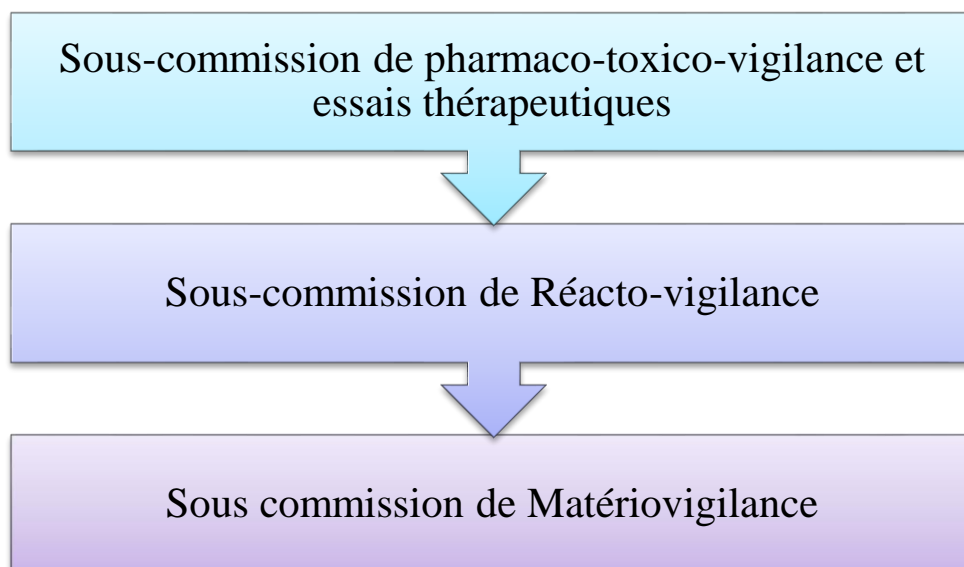 Sous-commission de pharmaco-toxico-vigilance et
essais thérapeutiques
Sous-commission de Réacto-vigilance
Sous commission de Matériovigilance